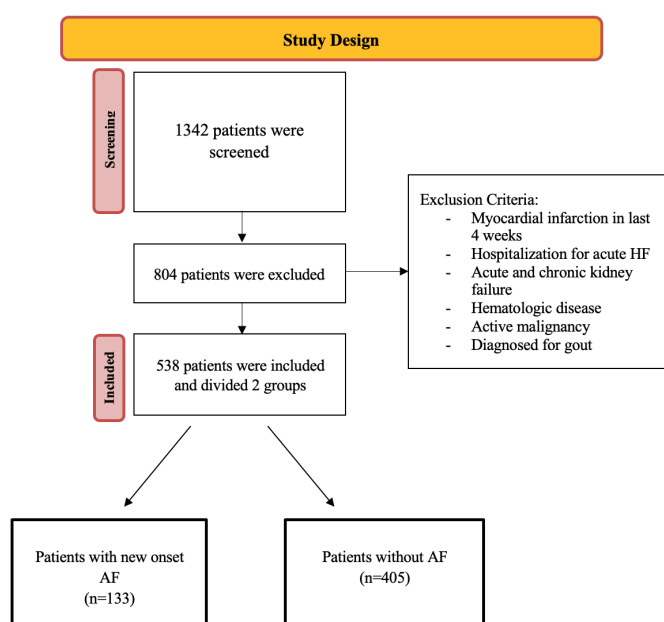 Study Design
Screening
1342 patients were
screened
804 patients were excluded
Exclusion Criteria:
- Myocardial infarction in last
4 weeks
- Hospitalization for acute HF
- Acute and chronic kidney
failure
- Hematologic disease
- Active malignancy
- Diagnosed for gout
Included
538 patients were included
and divided 2 groups
Patients with new onset
AF
(n=133)
Patients without AF
(n=405)